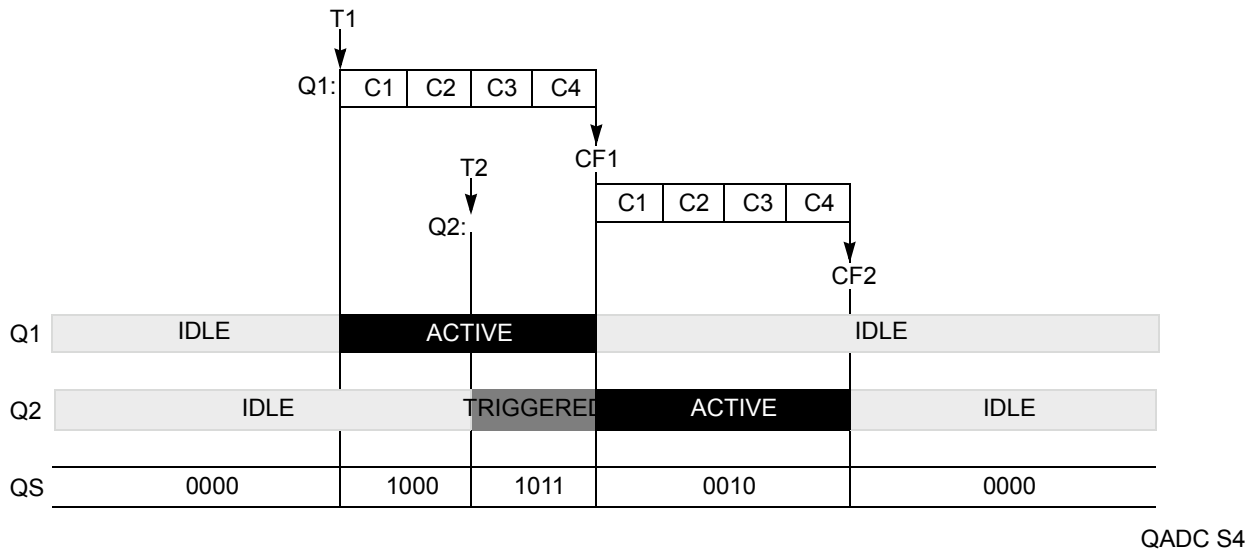 T1
Q1: C1 C2 C3 C4
CF1
T2
C1 C2 C3 C4
Q2:
CF2
Q1 IDLE ACTIVE IDLE
Q2 IDLE TRIGGERED ACTIVE IDLE
QS 0000 1000 1011 0010 0000
QADC S4